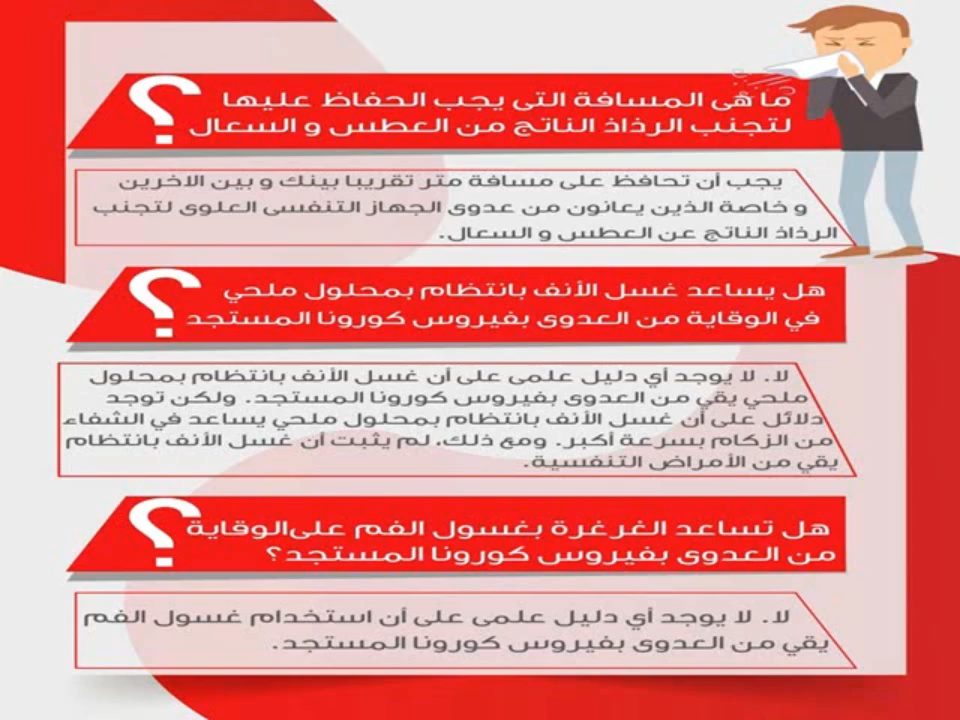 ما هى المسافة التى يجب الحفاظ عليها
لتجنب الرذاذ الناتج من العطس و السعال
؟
يجب أن تحافظ على مسافة متر تقريبا بينك و بين الاخرين
و خاصة الذين يعانون من عدوى الجهاز التنفسى العلوى لتجنب
الرذاذ الناتج عن العطس و السعال.
هل يساعد غسل الأنف بانتظام بمحلول ملحي
في الوقاية من العدوى بفيروس كورونا المستجد
؟
لا. لا يوجد أي دليل علمى على أن غسل الأنف بانتظام بمحلول
ملحي يقي من العدوى بفيروس كورونا المستجد. ولكن توجد
دلائل على أن غسل الأنف بانتظام بمحلول ملحي يساعد في الشفاء
من الزكام بسرعة أكبر. ومع ذلك، لم يثبت أن غسل الأنف بانتظام
يقي من الأمراض التنفسية.
هل تساعد الغرغرة بغسول الفم على الوقاية
من العدوى بفيروس كورونا المستجد؟
؟
لا. لا يوجد أي دليل علمى على أن استخدام غسول الفم
يقي من العدوى بفيروس كورونا المستجد.